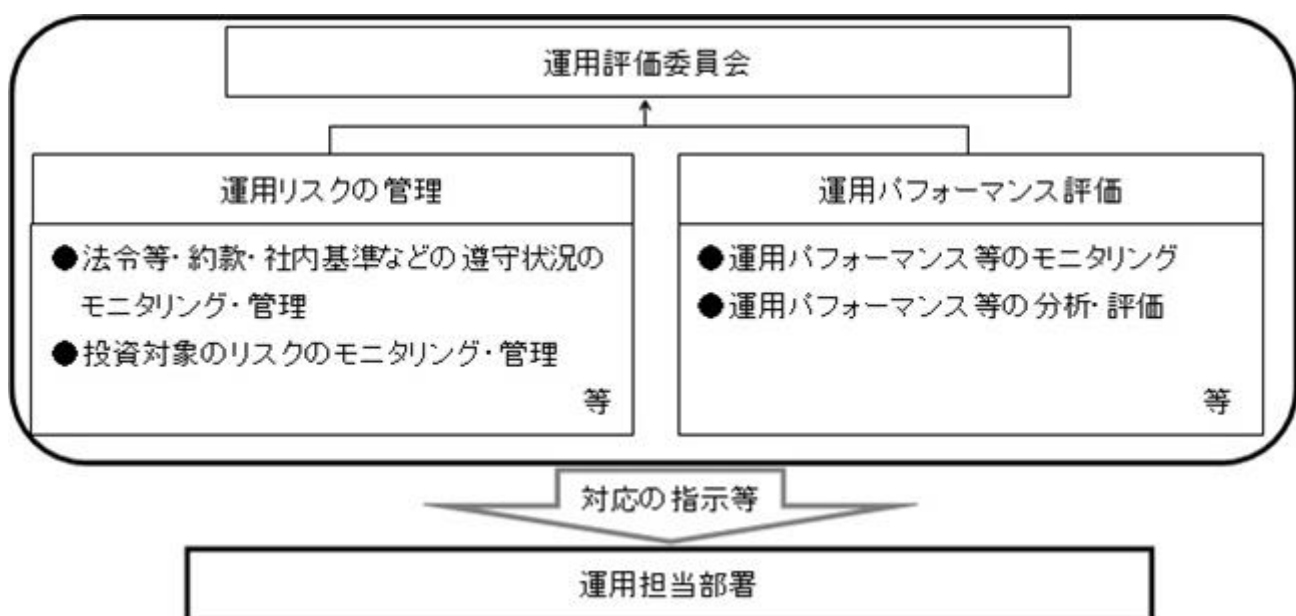 運用評価委員会
運用リスクの管理
●法令等・約款・社内基準などの遵守状況の
モニタリング・管理
●投資対象のリスクのモニタリング・管理
等
運用パフォーマンス評価
●運用パフォーマンス等のモニタリング
●運用パフォーマンス等の分析・評価
等
対応の指示等
運用担当部署